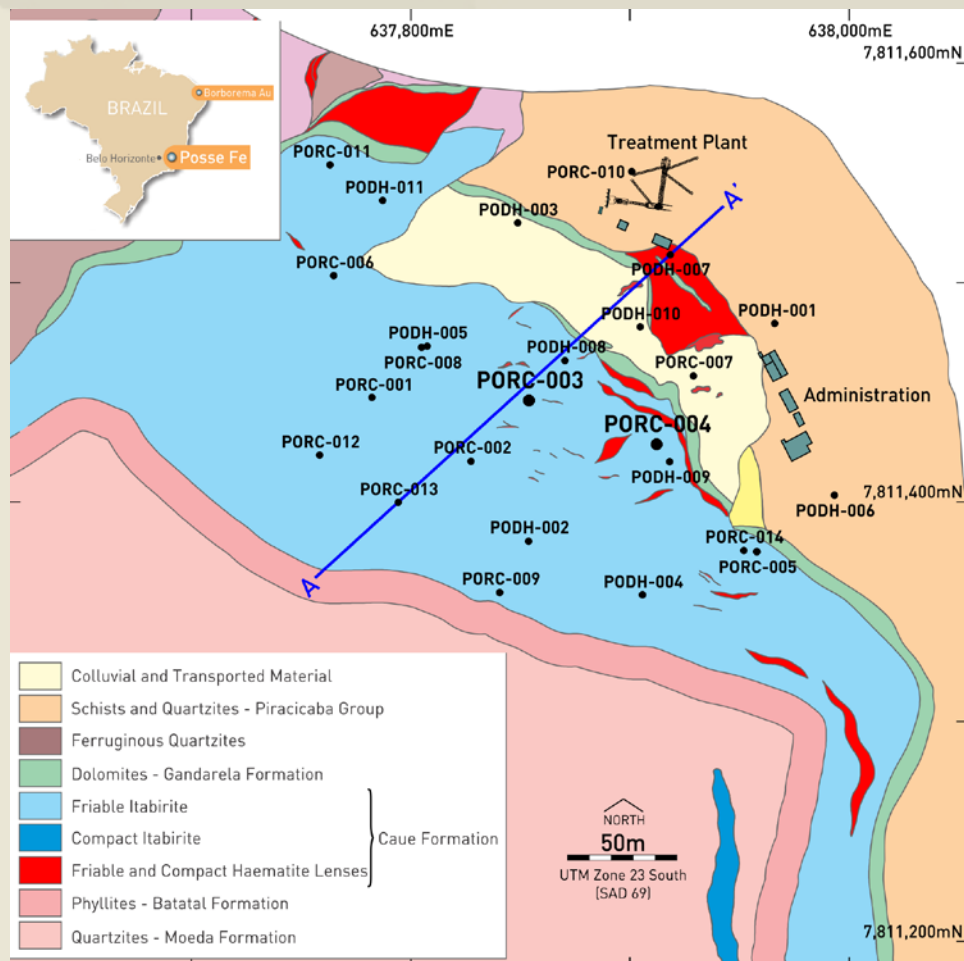 637,800mE
638,000mE
7,811,600mN
BRAZIL
Borborema Au
Belo Horizonte
Posse Fe
Treatment Plant
PORC-011
PORC-010
PODH-011
A'
PODH-003
PORC-006
PODH-007
PODH-010
PODH-001
PODH-005
PODH-008
PORC-008
PORC-007
PORC-003
PORC-001
Administration
PORC-004
PORC-012
PORC-002
PODH-009
PORC-013
7,811,400mN
PODH-006
PODH-002
PORC-014
PORC-005
PORC-009
PODH-004
A
Colluvial and Transported Material
Schists and Quartzites - Piracicaba Group
Ferruginous Quartzites
Dolomites - Gandarela Formation
Friable Itabirite
Compact Itabirite
Caue Formation
Friable and Compact Haematite Lenses
Phyllites - Batatal Formation
Quartzites - Moeda Formation
NORTH
50m
UTM Zone 23 South
(SAD 69)
7,811,200mN